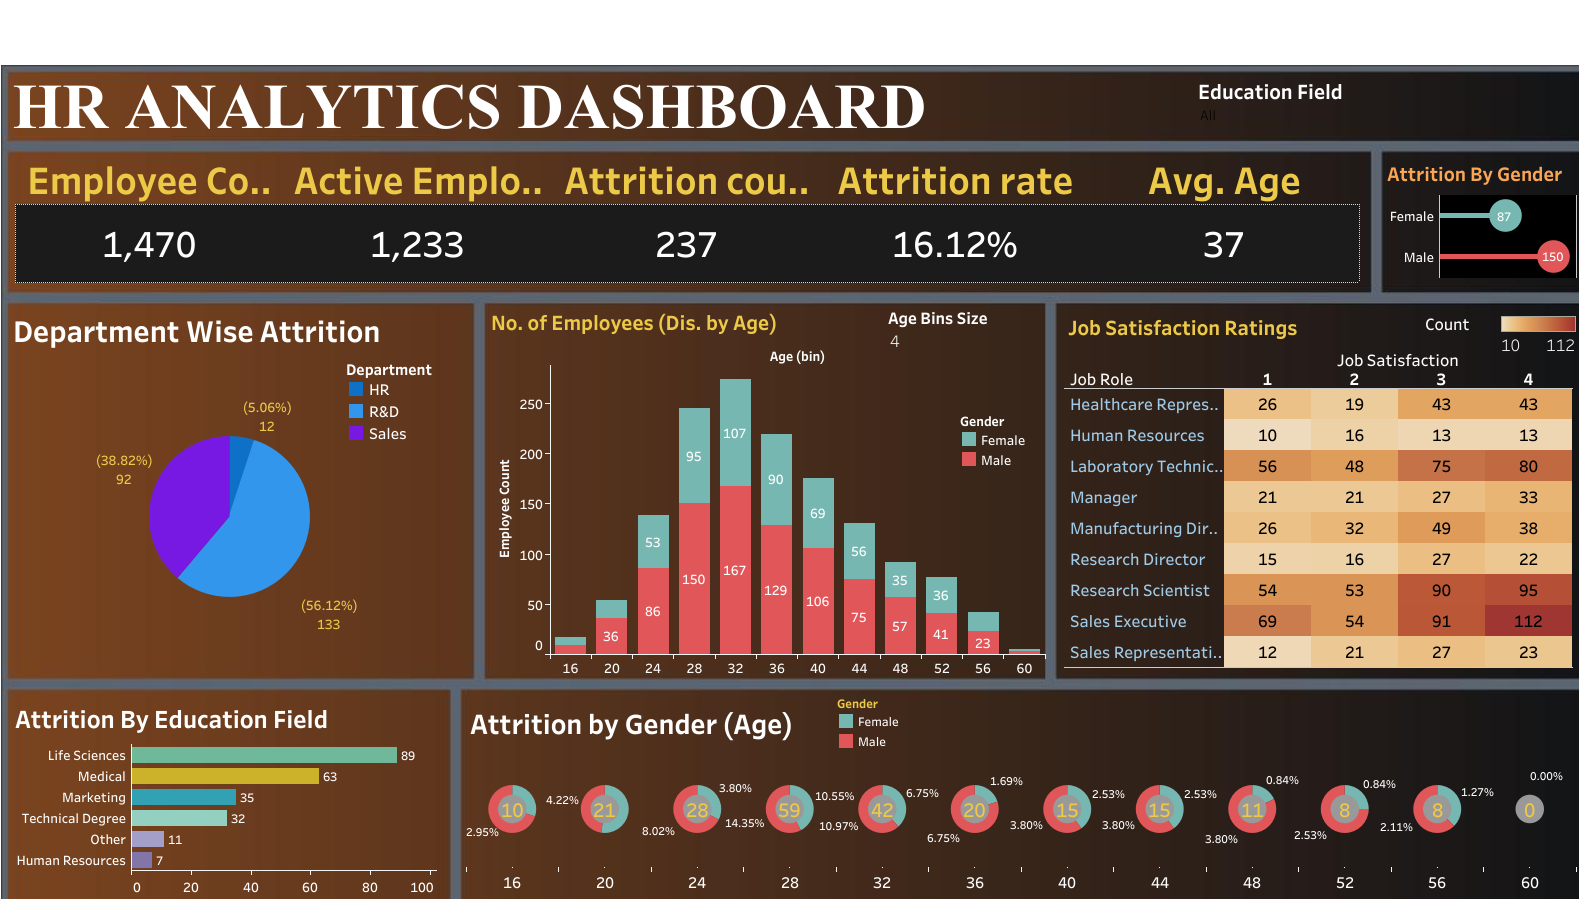 HR ANALYTICS DASHBOARD
Education Field
All
Employee Co.. Active Emplo.. Attrition cou.. Attrition rate Avg. Age
1,470 1,233 237 16.12% 37
Attrition By Gender
Female 87
Male 150
Department Wise Attrition
Department
HR
R&D
Sales
(5.06%)
12
(38.82%)
92
(56.12%)
133
No. of Employees (Dis. by Age)
Age Bins Size
4
Age (bin)
Gender
Female
Male
Employee Count
250
200
150
100
50
0
107
95
90
69
53
56
35
36
167
150
129
106
86
75
57
41
36
23
16 20 24 28 32 36 40 44 48 52 56 60
Job Satisfaction Ratings
Count
10 112
Job Satisfaction
Job Role 1 2 3 4
Healthcare Repres.. 26 19 43 43
Human Resources 10 16 13 13
Laboratory Technic.. 56 48 75 80
Manager 21 21 27 33
Manufacturing Dir.. 26 32 49 38
Research Director 15 16 27 22
Research Scientist 54 53 90 95
Sales Executive 69 54 91 112
Sales Representati.. 12 21 27 23
Attrition By Education Field
Life Sciences 89
Medical 63
Marketing 35
Technical Degree 32
Other 11
Human Resources 7
0 20 40 60 80 100
Attrition by Gender (Age)
Gender
Female
Male
10 21 28 59 42 20 15 15 11 8 8 0
4.22% 3.80% 10.55% 6.75% 1.69% 2.53% 2.53% 0.84% 0.84% 1.27% 0.00%
2.95% 8.02% 14.35% 10.97% 6.75% 3.80% 3.80% 3.80% 2.53% 2.11%
16 20 24 28 32 36 40 44 48 52 56 60